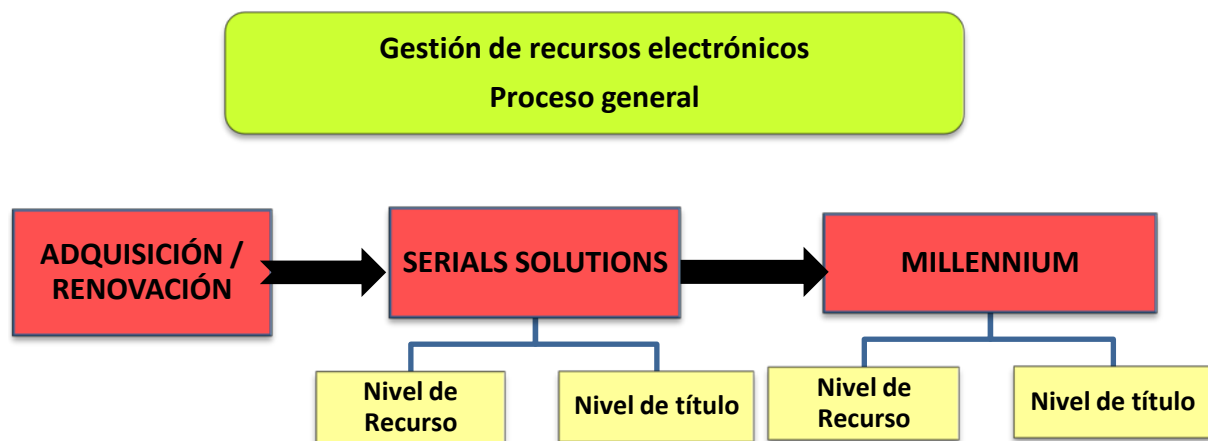 Gestión de recursos electrónicos
Proceso general
ADQUISICIÓN /
RENOVACIÓN
SERIALS SOLUTIONS
MILLENNIUM
Nivel de
Recurso
Nivel de título
Nivel de
Recurso
Nivel de título